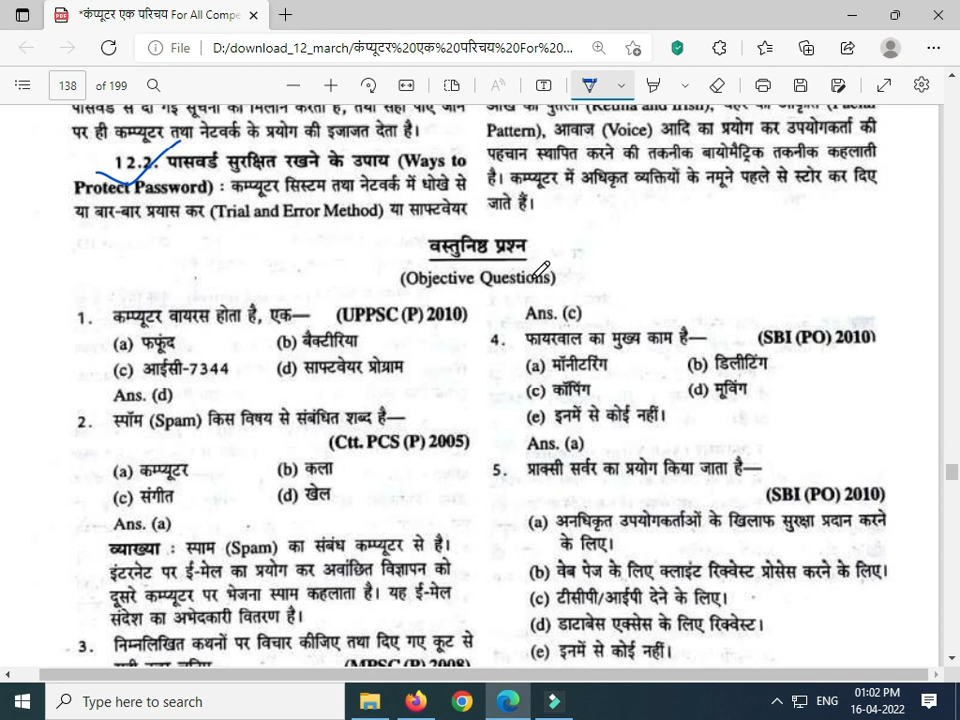 *कंप्यूटर एक परिचय For All Compe
File
D:/download_12_march/कंप्यूटर%20एक%20परिचय%20For%20...
138 of 199
पासवर्ड से दी गई सूचना का मिलान करता है, तथा सही पाए जाने
पर ही कम्प्यूटर तथा नेटवर्क के प्रयोग की इजाजत देता है।
12.2. पासवर्ड सुरक्षित रखने के उपाय (Ways to
Protect Password) : कम्प्यूटर सिस्टम तथा नेटवर्क में धोखे से
या बार-बार प्रयास कर (Trial and Error Method) या साफ्टवेयर
Pattern), आवाज (Voice) आदि का प्रयोग कर उपयोगकर्ता की
पहचान स्थापित करने की तकनीक बायोमैट्रिक तकनीक कहलाती
है। कम्प्यूटर में अधिकृत व्यक्तियों के नमूने पहले से स्टोर कर दिए
जाते हैं।
वस्तुनिष्ठ प्रश्न
(Objective Questions)
1. कम्प्यूटर वायरस होता है, एक— (UPPSC (P) 2010)
(a) फफूंद (b) बैक्टीरिया
(c) आईसी-7344 (d) साफ्टवेयर प्रोग्राम
Ans. (d)
2. स्पॉम (Spam) किस विषय से संबंधित शब्द है—
(Ctt. PCS (P) 2005)
(a) कम्प्यूटर (b) कला
(c) संगीत (d) खेल
Ans. (a)
व्याख्या : स्पाम (Spam) का संबंध कम्प्यूटर से है।
इंटरनेट पर ई-मेल का प्रयोग कर अवांछित विज्ञापन को
दूसरे कम्प्यूटर पर भेजना स्पाम कहलाता है। यह ई-मेल
संदेश का अभेदकारी वितरण है।
3. निम्नलिखित कथनों पर विचार कीजिए तथा दिए गए कूट से
(MPSC (P) 2008)
Ans. (c)
4. फायरवाल का मुख्य काम है— (SBI (PO) 2010)
(a) मॉनीटरिंग (b) डिलीटिंग
(c) कॉपिंग (d) मूविंग
(e) इनमें से कोई नहीं।
Ans. (a)
5. प्राक्सी सर्वर का प्रयोग किया जाता है—
(SBI (PO) 2010)
(a) अनधिकृत उपयोगकर्ताओं के खिलाफ सुरक्षा प्रदान करने
के लिए।
(b) वेब पेज के लिए क्लाइंट रिक्वेस्ट प्रोसेस करने के लिए।
(c) टीसीपी/आईपी देने के लिए।
(d) डाटाबेस एक्सेस के लिए रिक्वेस्ट।
(e) इनमें से कोई नहीं।
Type here to search
ENG
01:02 PM
16-04-2022